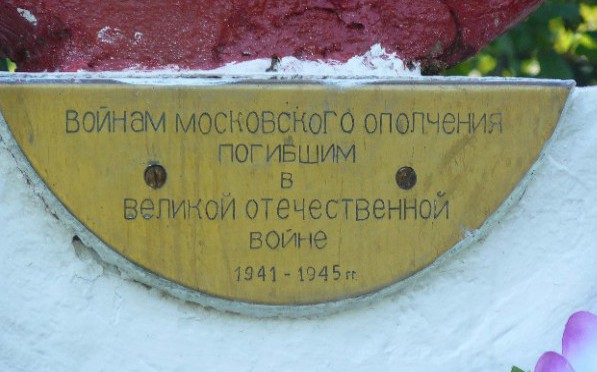 ВОЙНАМ МОСКОВСКОГО ОПОЛЧЕНИЯ
ПОГИБШИМ
В
ВЕЛИКОЙ ОТЕЧЕСТВЕННОЙ
ВОЙНЕ
1941 - 1945 гг.